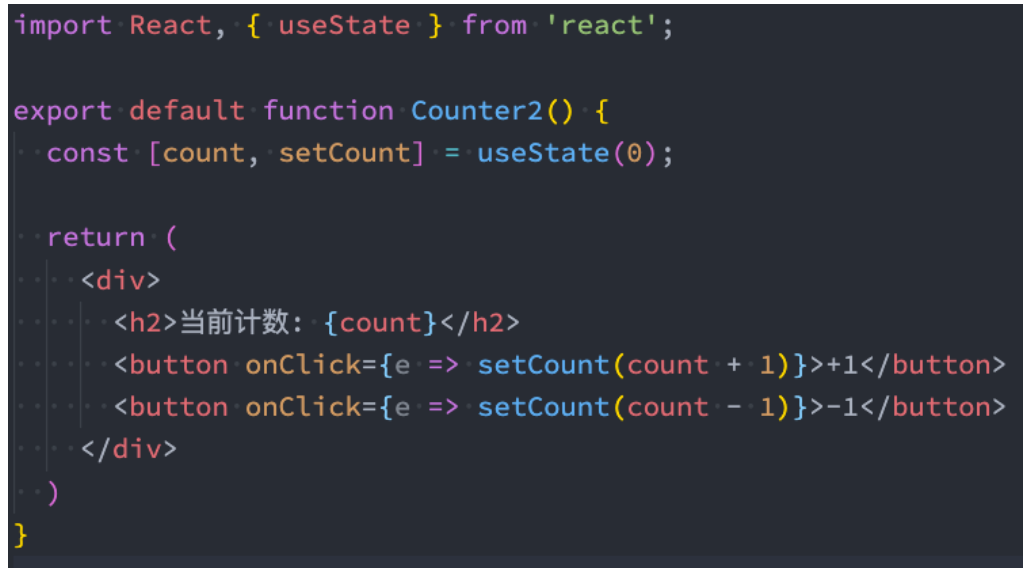 import React, { useState } from 'react';
export default function Counter2() {
  const [count, setCount] = useState(0);
  return (
    <div>
      <h2>当前计数: {count}</h2>
      <button onClick={e => setCount(count + 1)}>+1</button>
      <button onClick={e => setCount(count - 1)}>-1</button>
    </div>
  )
}